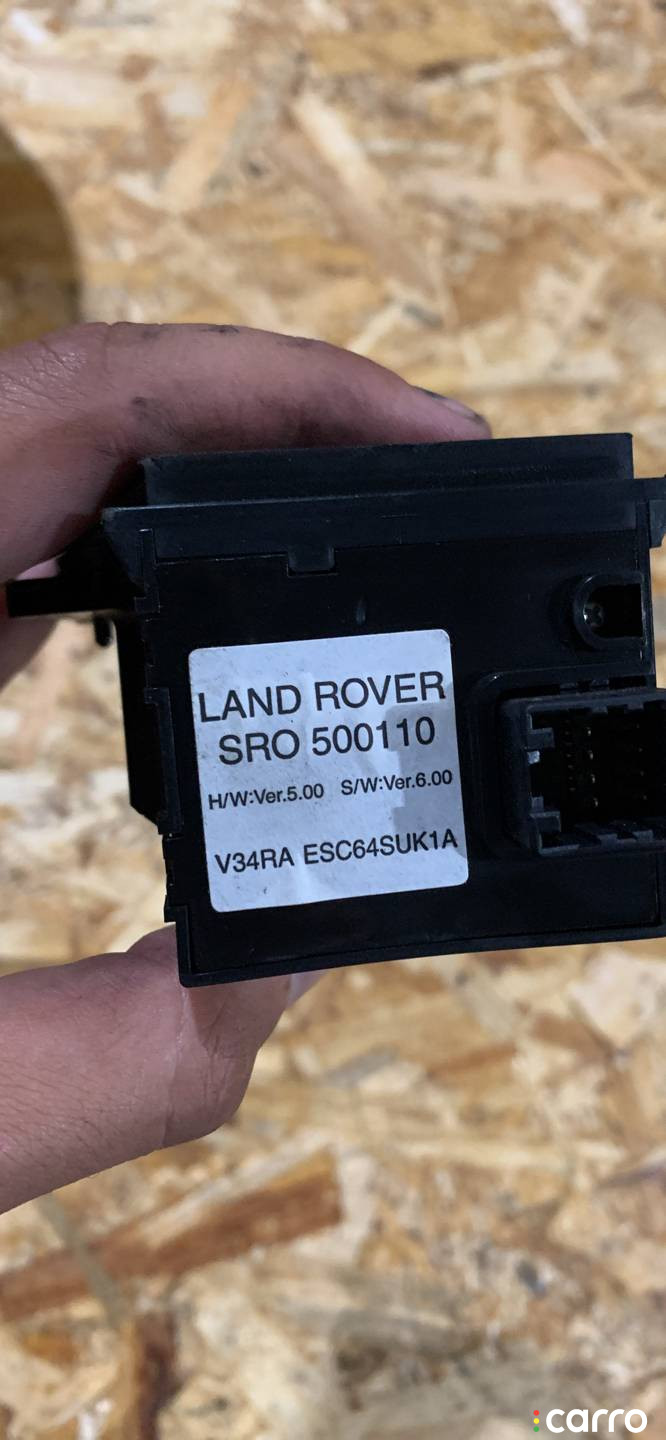 LAND ROVER
SRO 500110
H/W:Ver.5.00 S/W:Ver.6.00
V34RA ESC64SUK1A
carro